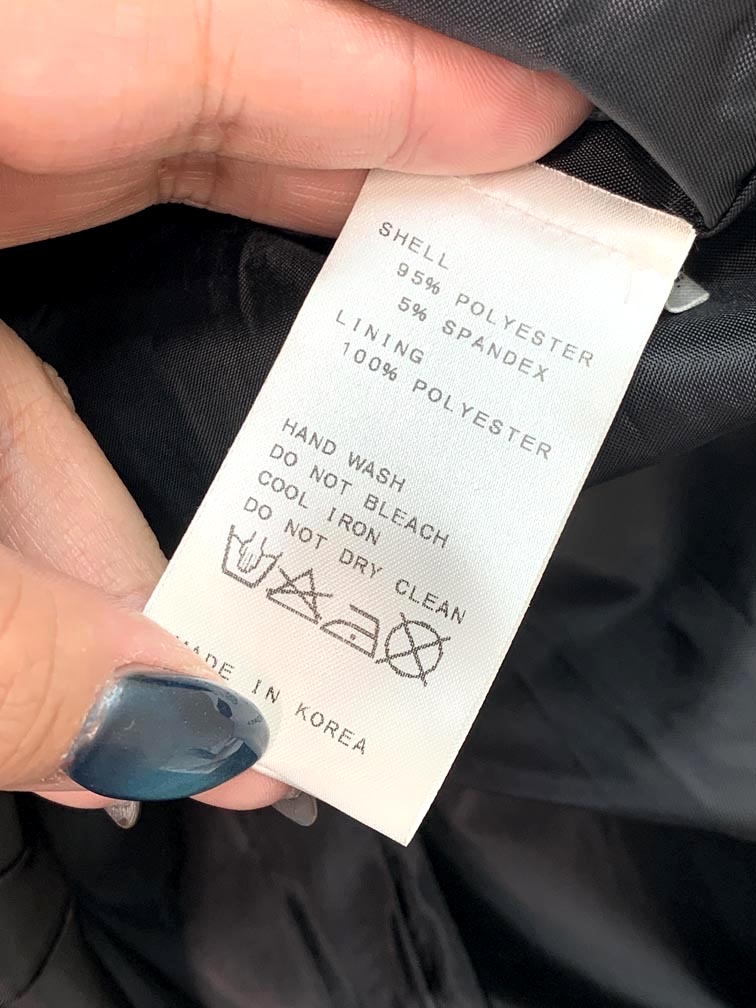 SHELL
95% POLYESTER
5% SPANDEX
LINING
100% POLYESTER
HAND WASH
DO NOT BLEACH
COOL IRON
DO NOT DRY CLEAN
MADE IN KOREA